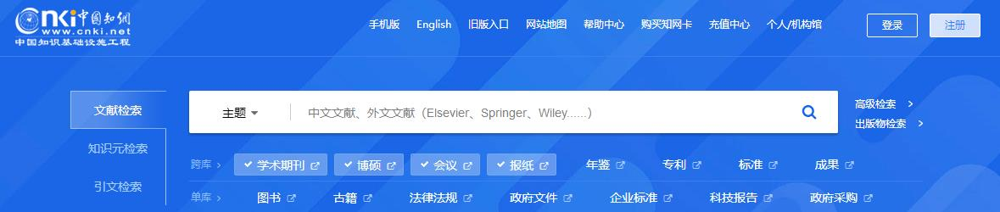 cnki中国知网
www.cnki.net
中国知识基础设施工程
手机版 English 旧版入口 网站地图 帮助中心 购买知网卡 充值中心 个人/机构馆 登录 注册
文献检索
知识元检索
引文检索
主题 中文文献、外文文献（Elsevier、Springer、Wiley......）
高级检索 >
出版物检索 >
跨库 > 学术期刊 博硕 会议 报纸 年鉴 专利 标准 成果
单库 > 图书 古籍 法律法规 政府文件 企业标准 科技报告 政府采购